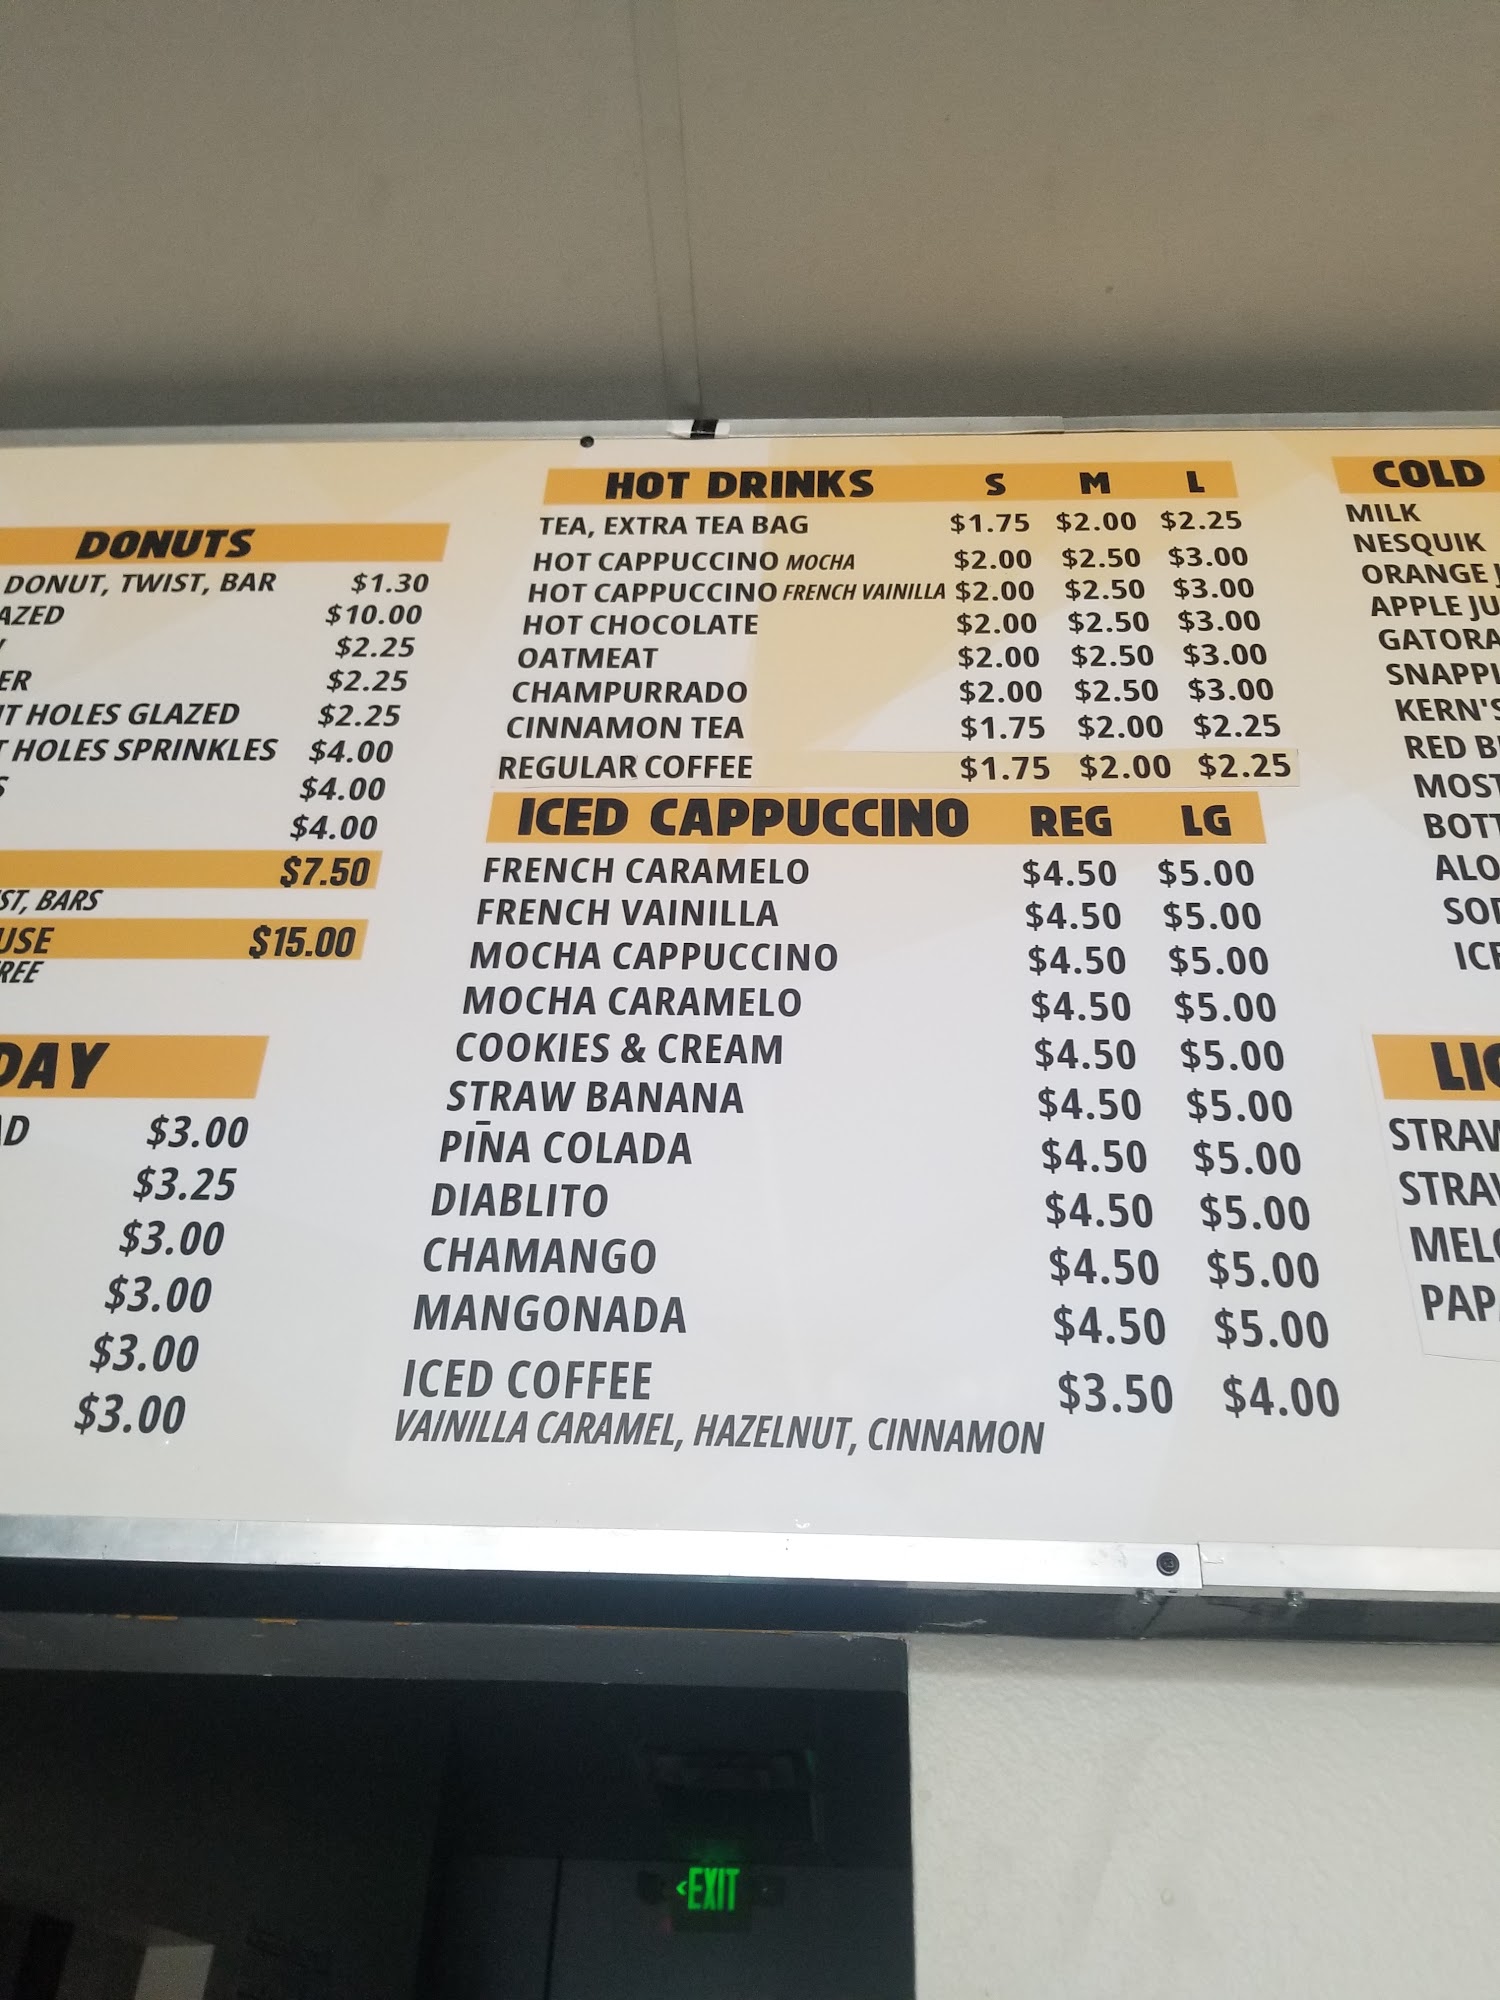 DONUTS
DONUT, TWIST, BAR $1.30
$10.00
$2.25
$2.25
HOLES GLAZED $2.25
HOLES SPRINKLES $4.00
$4.00
$4.00
$7.50
BARS
$15.00
$3.00
$3.25
$3.00
$3.00
$3.00
$3.00
HOT DRINKS S M L
TEA, EXTRA TEA BAG $1.75 $2.00 $2.25
HOT CAPPUCCINO MOCHA $2.00 $2.50 $3.00
HOT CAPPUCCINO FRENCH VAINILLA $2.00 $2.50 $3.00
HOT CHOCOLATE $2.00 $2.50 $3.00
OATMEAT $2.00 $2.50 $3.00
CHAMPURRADO $2.00 $2.50 $3.00
CINNAMON TEA $1.75 $2.00 $2.25
REGULAR COFFEE $1.75 $2.00 $2.25
ICED CAPPUCCINO REG LG
FRENCH CARAMELO $4.50 $5.00
FRENCH VAINILLA $4.50 $5.00
MOCHA CAPPUCCINO $4.50 $5.00
MOCHA CARAMELO $4.50 $5.00
COOKIES & CREAM $4.50 $5.00
STRAW BANANA $4.50 $5.00
PIÑA COLADA $4.50 $5.00
DIABLITO $4.50 $5.00
CHAMANGO $4.50 $5.00
MANGONADA $4.50 $5.00
ICED COFFEE $3.50 $4.00
VAINILLA CARAMEL, HAZELNUT, CINNAMON
COLD
MILK
NESQUIK
ORANGE
APPLE
KERN'S
RED
<EXIT